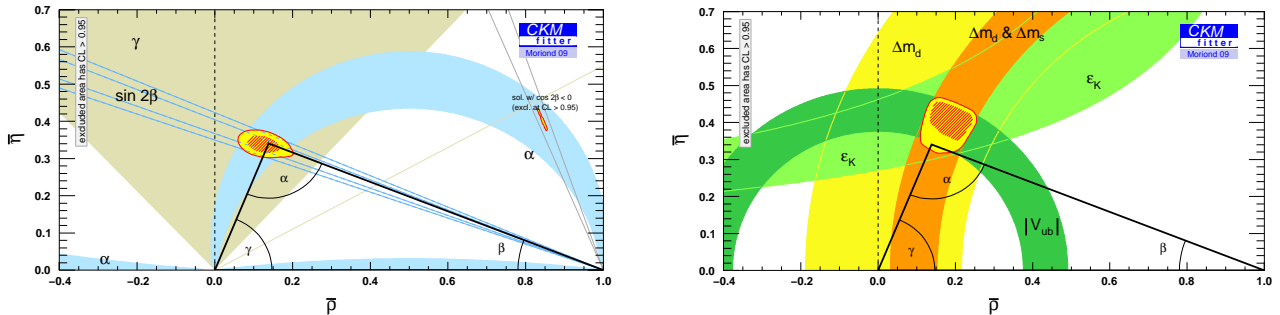 excluded area has CL > 0.95
γ
sin 2β
CKM
fitter
Moriond 09
sol. w/ cos 2β < 0
(excl. at CL > 0.95)
α
α
α
γ
β
η̄
0.7
0.6
0.5
0.4
0.3
0.2
0.1
0.0
−0.4
−0.2
0.0
0.2
0.4
0.6
0.8
1.0
ρ̄
excluded area has CL > 0.95
Δm_d
Δm_d & Δm_s
CKM
fitter
Moriond 09
ε_K
ε_K
|V_ub|
α
γ
β
η̄
0.7
0.6
0.5
0.4
0.3
0.2
0.1
0.0
−0.4
−0.2
0.0
0.2
0.4
0.6
0.8
1.0
ρ̄